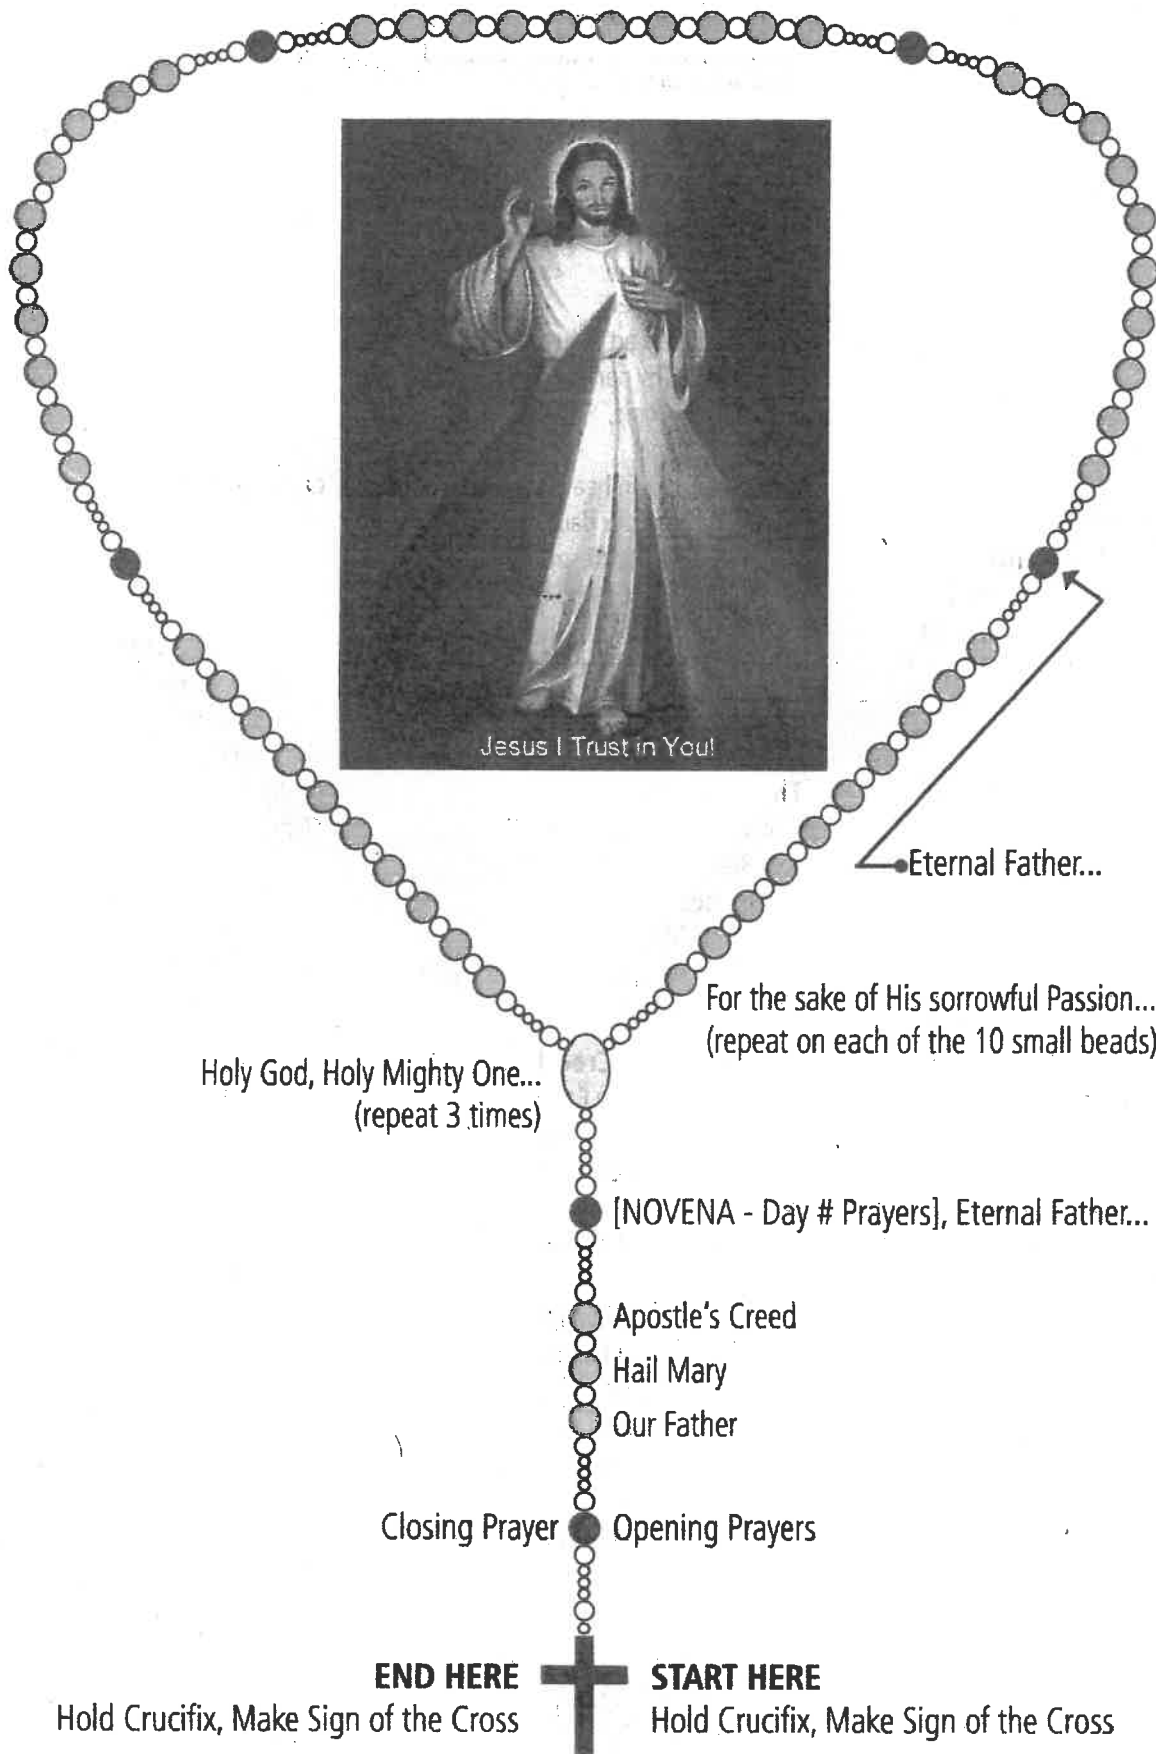 Jesus I Trust in You!
Eternal Father...
For the sake of His sorrowful Passion...
(repeat on each of the 10 small beads)
Holy God, Holy Mighty One...
(repeat 3 times)
[NOVENA - Day # Prayers], Eternal Father...
Apostle's Creed
Hail Mary
Our Father
Closing Prayer
Opening Prayers
END HERE
Hold Crucifix, Make Sign of the Cross
START HERE
Hold Crucifix, Make Sign of the Cross